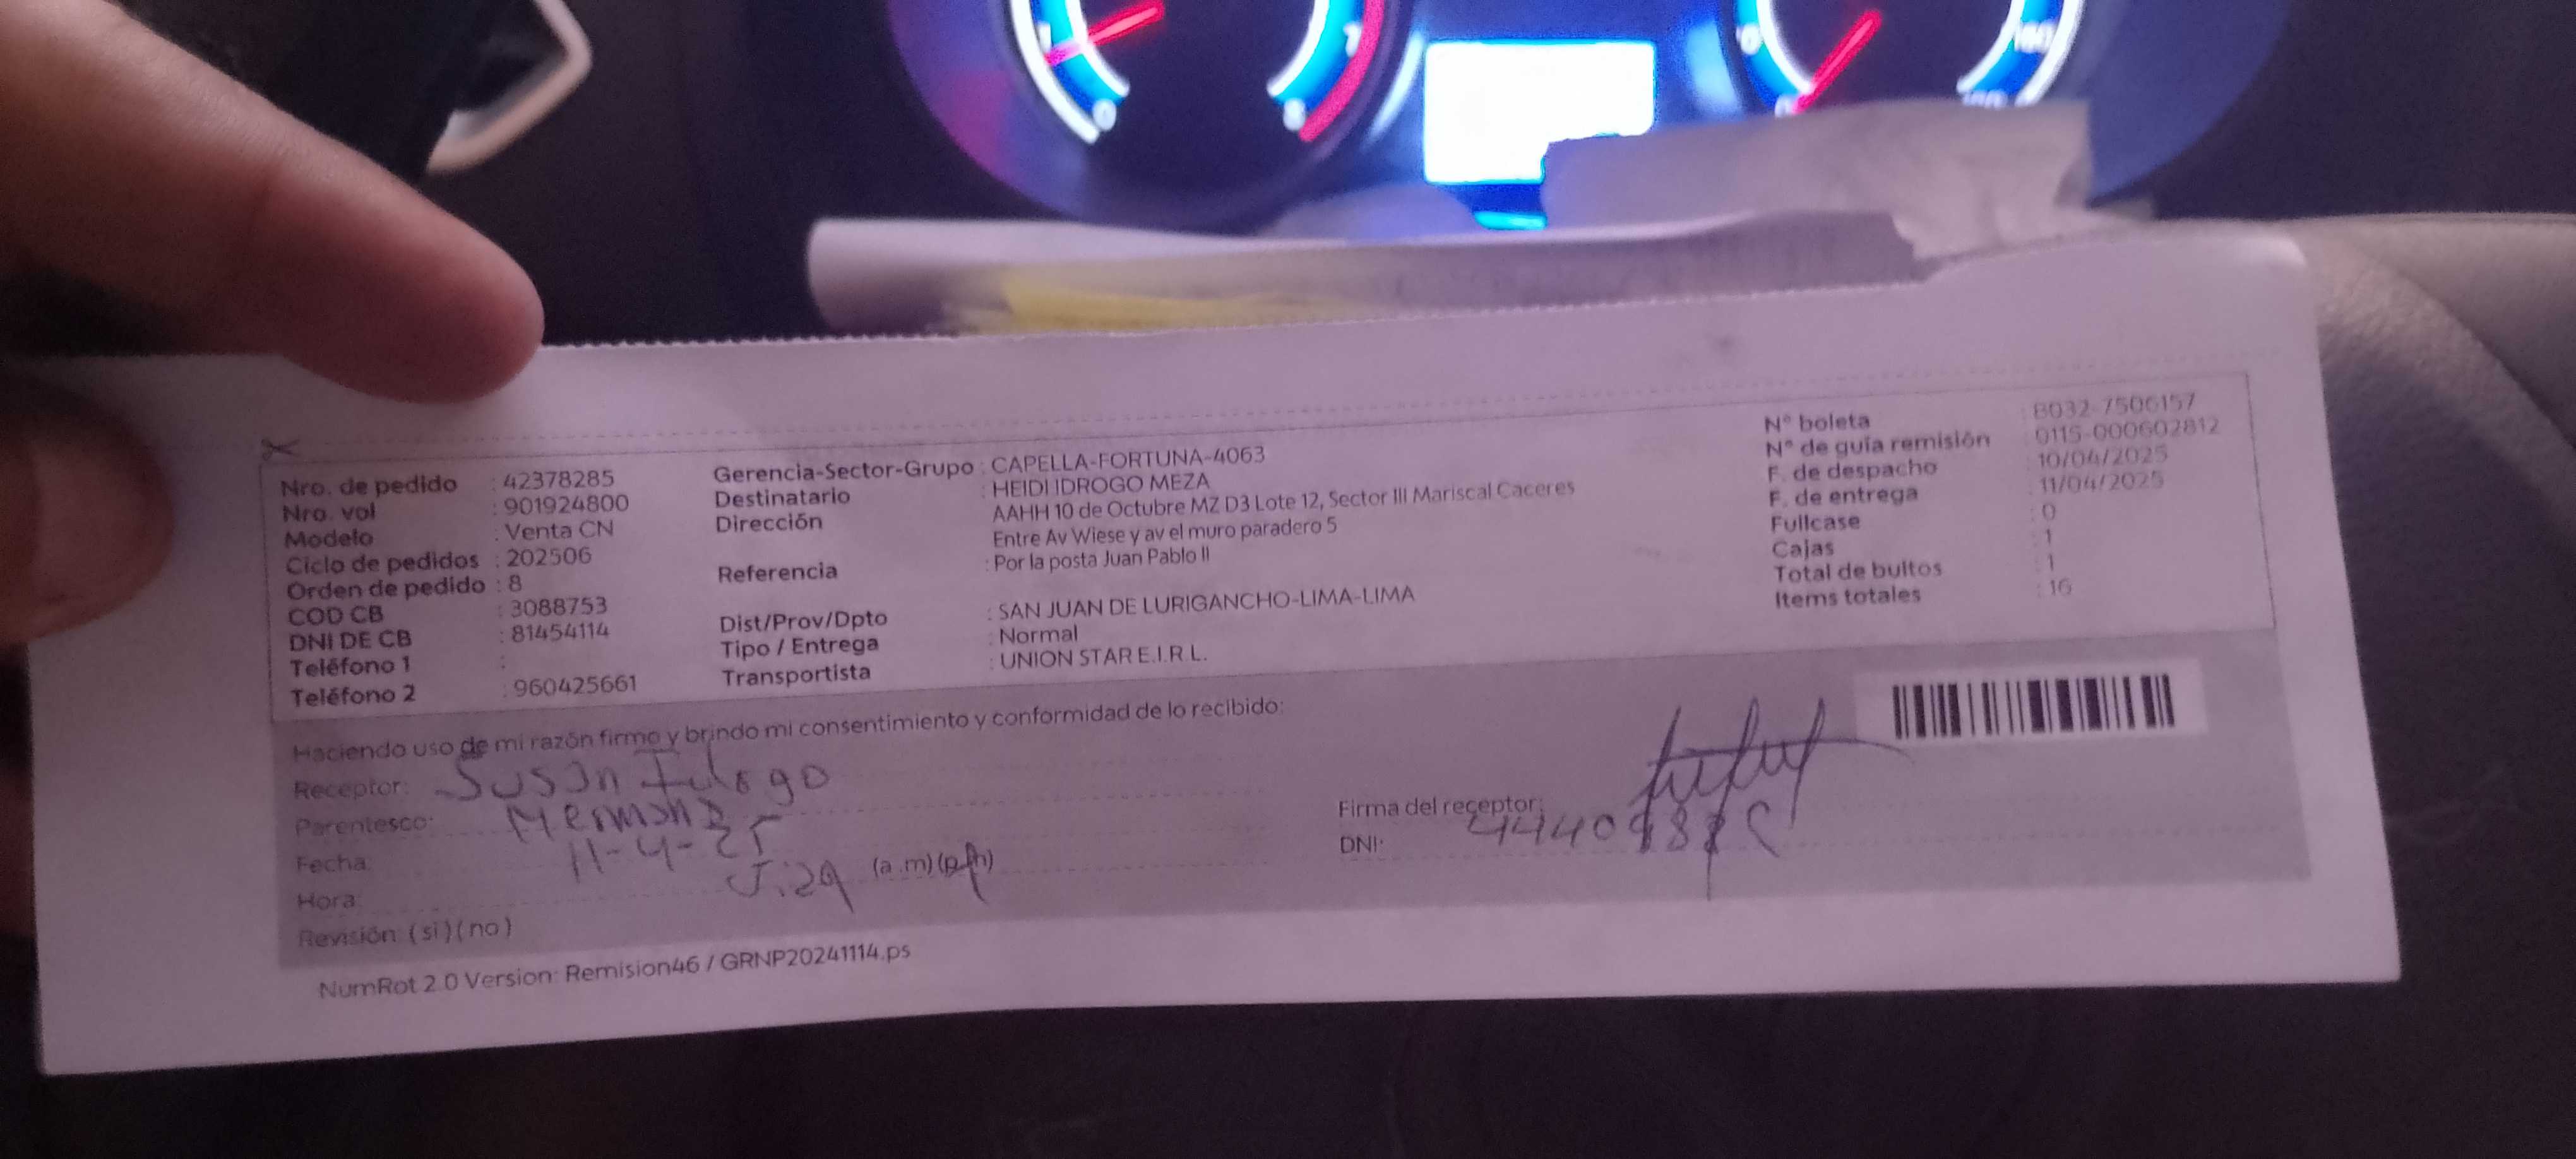 Nro. de pedido : 42378285
Nro. vol : 901924800
Modelo : Venta CN
Ciclo de pedidos : 202506
Orden de pedido : 8
COD CB : 3088753
DNI DE CB : 81454114
Teléfono 1 :
Teléfono 2 : 960425661
Gerencia-Sector-Grupo : CAPELLA-FORTUNA-4063
Destinatario : HEIDI IDROGO MEZA
Dirección AAHH 10 de Octubre MZ D3 Lote 12, Sector III Mariscal Caceres
Entre Av Wiese y av el muro paradero 5
Referencia : Por la posta Juan Pablo II
Dist/Prov/Dpto : SAN JUAN DE LURIGANCHO-LIMA-LIMA
Tipo / Entrega : Normal
Transportista : UNION STAR E.I.R.L.
N° boleta : B032-7506157
N° de guía remisión : 0115-000602812
F. de despacho : 10/04/2025
F. de entrega : 11/04/2025
Fullcase : 0
Cajas : 1
Total de bultos : 1
Items totales : 16
Haciendo uso de mi razón firmo y brindo mi consentimiento y conformidad de lo recibido:
Receptor: Susan
Parentesco: Hermana
Fecha: 11-4-25
Hora: 5:29 (a.m) (p.m)
Revisión: ( si ) ( no )
Firma del receptor:
DNI:
NumRot 2.0 Version: Remision46 / GRNP20241114.ps